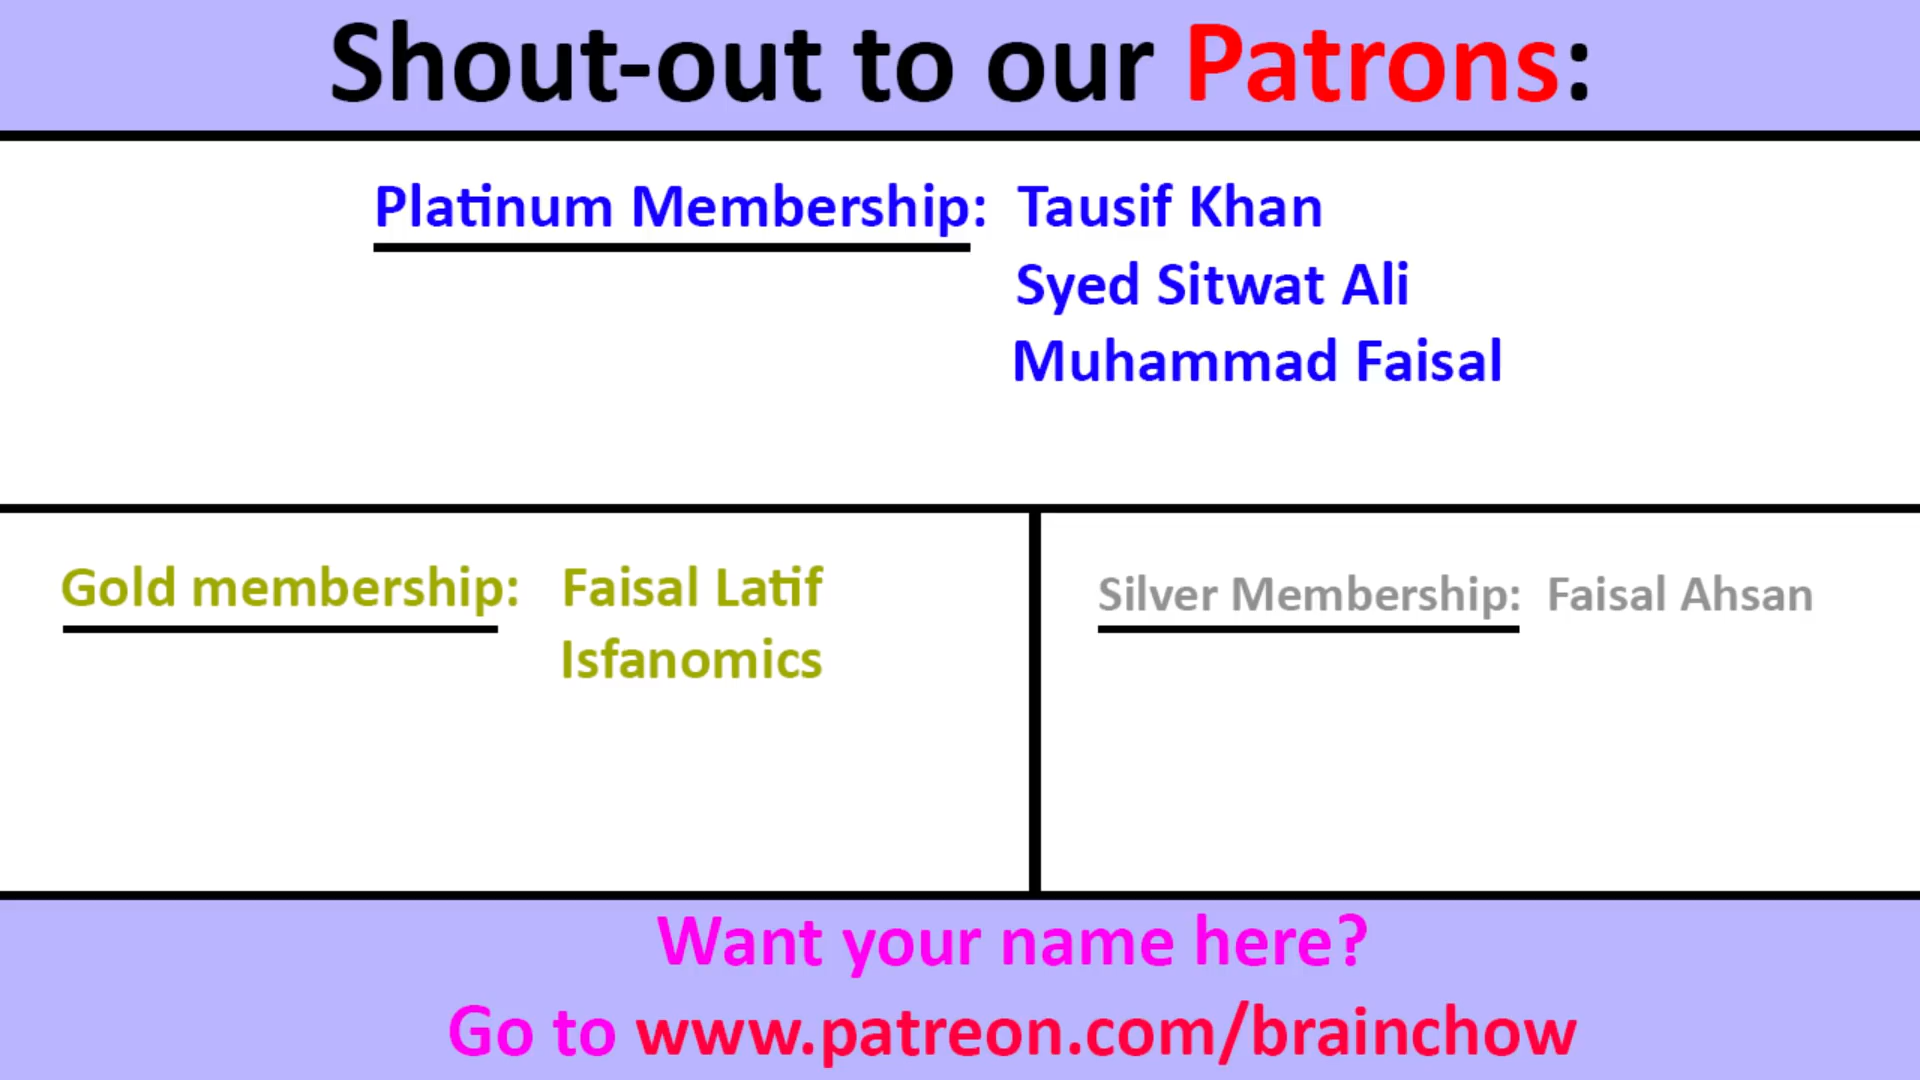 Shout-out to our Patrons:
Platinum Membership: Tausif Khan
Syed Sitwat Ali
Muhammad Faisal
Gold membership: Faisal Latif
Isfanomics
Silver Membership: Faisal Ahsan
Want your name here?
Go to www.patreon.com/brainchow